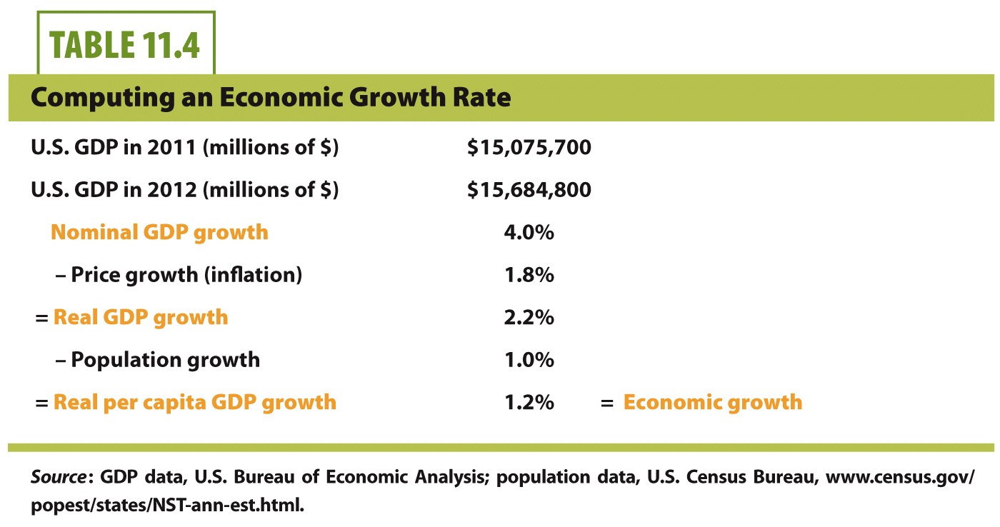 TABLE 11.4
Computing an Economic Growth Rate
U.S. GDP in 2011 (millions of $) $15,075,700
U.S. GDP in 2012 (millions of $) $15,684,800
Nominal GDP growth 4.0%
– Price growth (inflation) 1.8%
= Real GDP growth 2.2%
– Population growth 1.0%
= Real per capita GDP growth 1.2% = Economic growth
Source: GDP data, U.S. Bureau of Economic Analysis; population data, U.S. Census Bureau, www.census.gov/
popest/states/NST-ann-est.html.